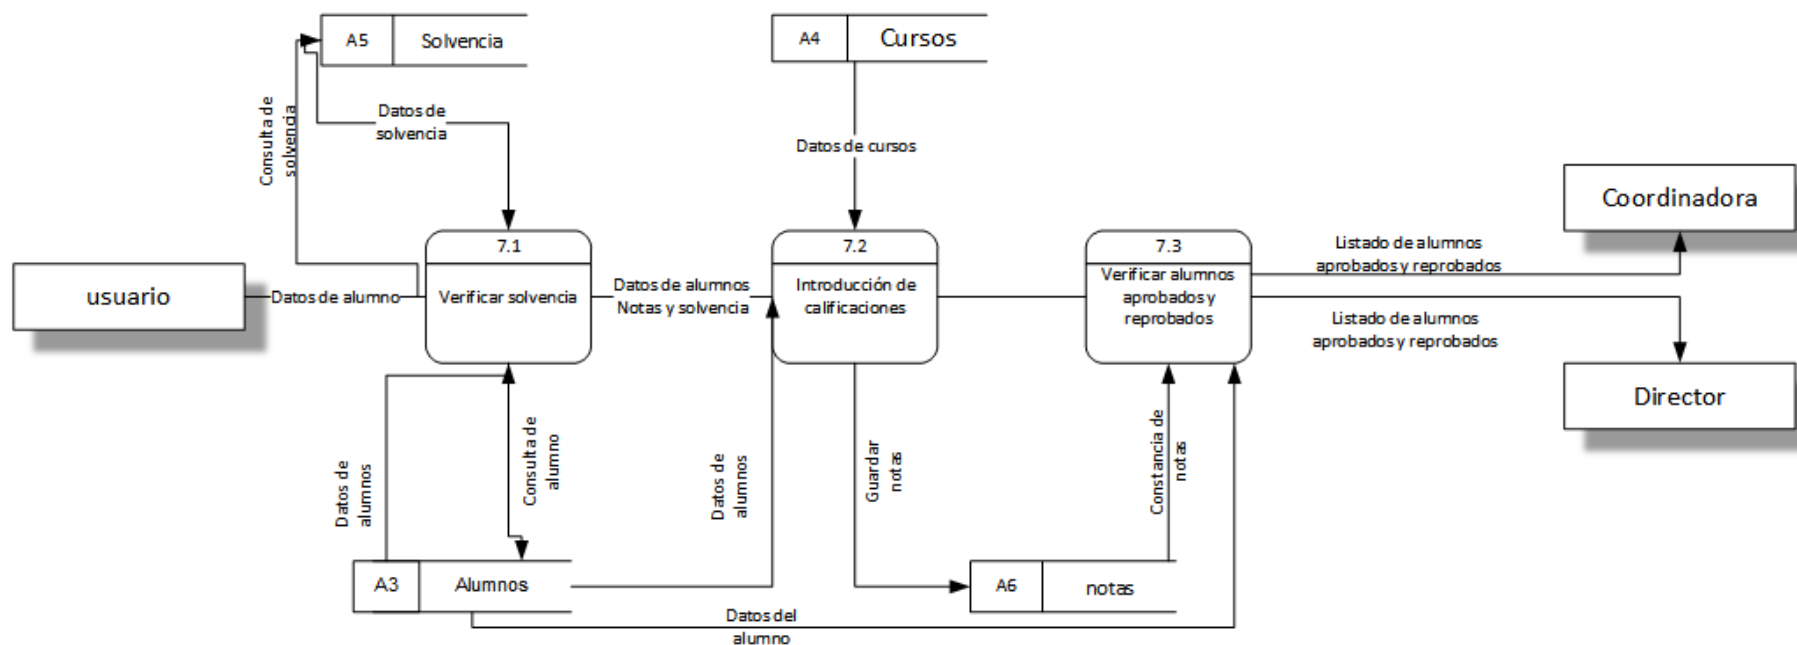 A5
Solvencia
A4
Cursos
Consulta de
solvencia
Datos de
solvencia
Datos de cursos
Coordinadora
7.1
Verificar solvencia
7.2
Introducción de
calificaciones
7.3
Verificar alumnos
aprobados y
reprobados
Listado de alumnos
aprobados y reprobados
usuario
Datos de alumno
Datos de alumnos
Notas y solvencia
Listado de alumnos
aprobados y reprobados
Director
Datos de
alumnos
Consulta de
alumno
Datos de
alumnos
Guardar
notas
Constancia de
notas
A3
Alumnos
A6
notas
Datos del
alumno